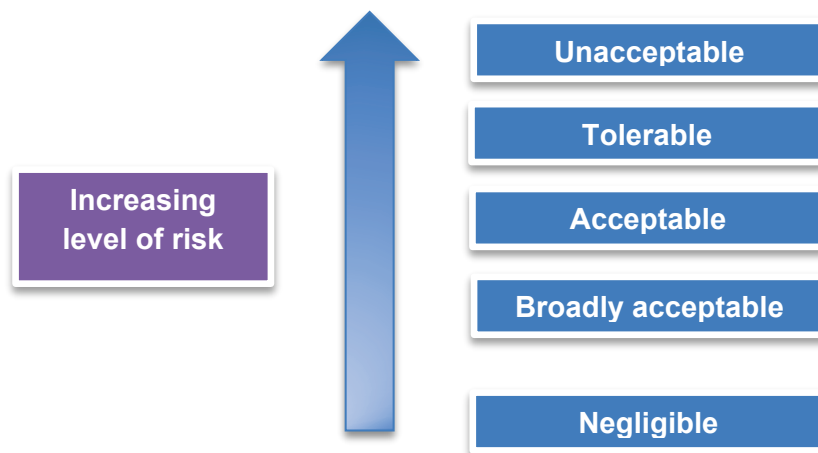 Unacceptable
Tolerable
Increasing
level of risk
Acceptable
Broadly acceptable
Negligible